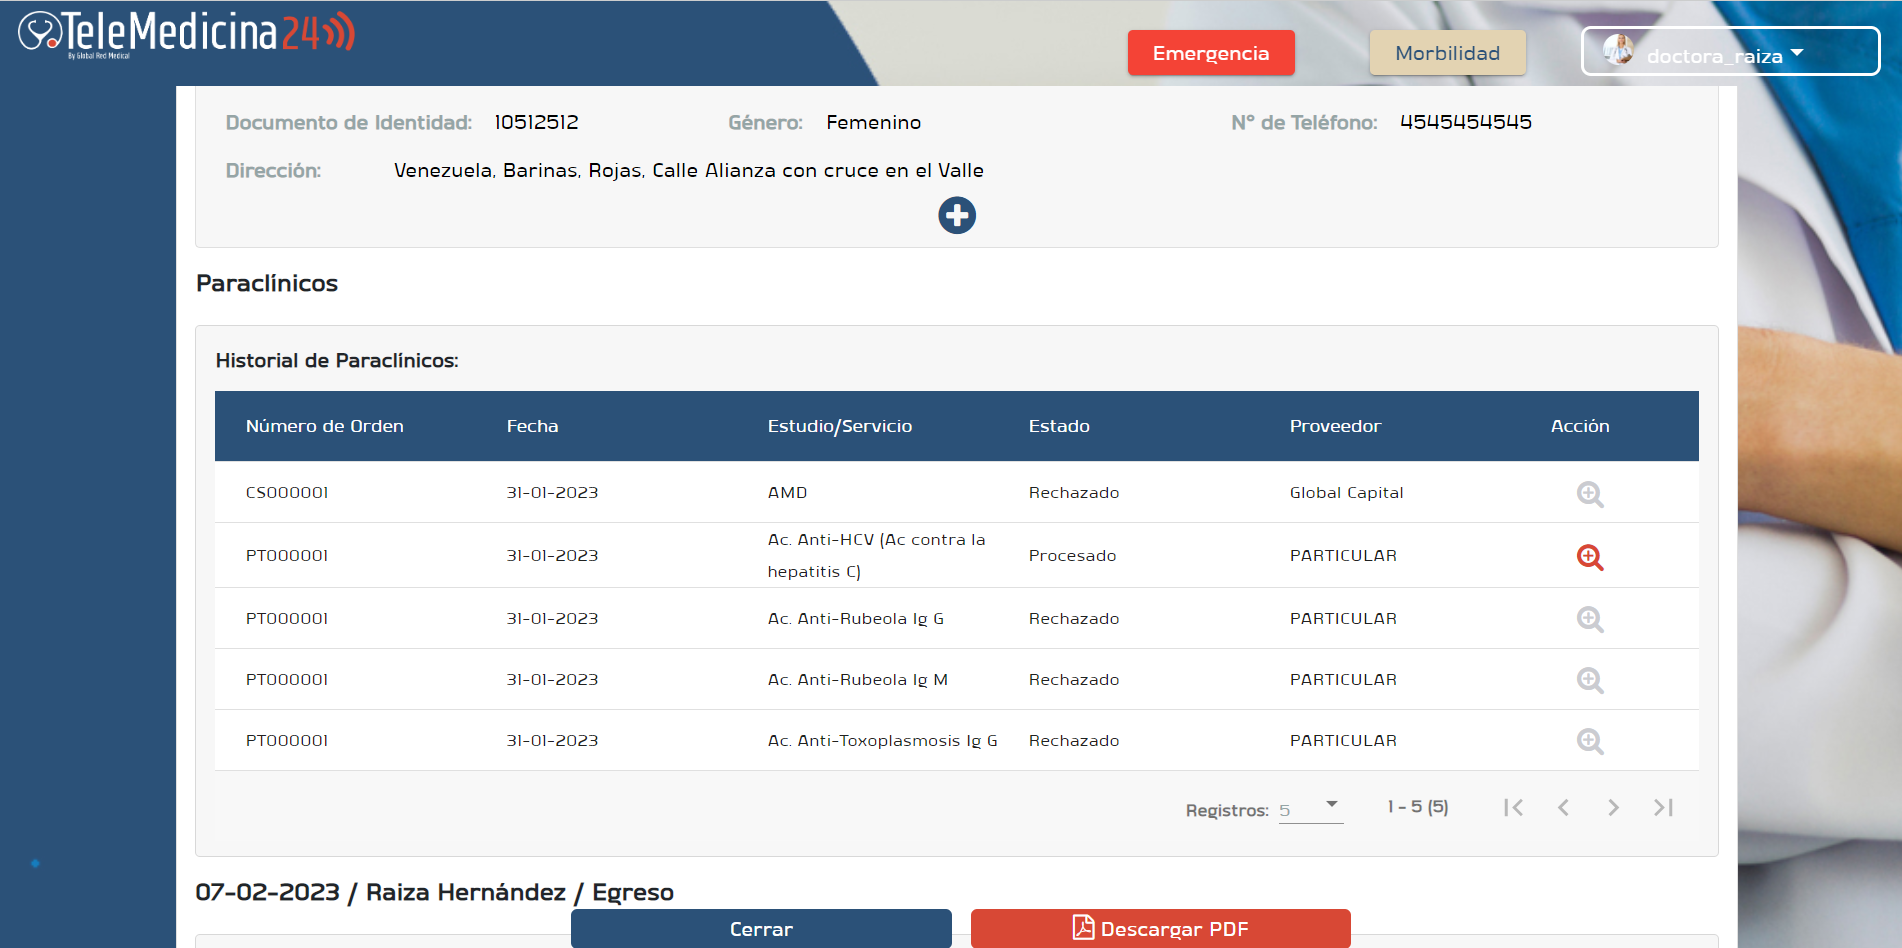 TeleMedicina24
By Global Red Medical
Emergencia
Morbilidad
doctora_raiza
Documento de Identidad: 10512512
Género: Femenino
N° de Teléfono: 4545454545
Dirección: Venezuela, Barinas, Rojas, Calle Alianza con cruce en el Valle
Paraclínicos
Historial de Paraclínicos:
Número de Orden Fecha Estudio/Servicio Estado Proveedor Acción
CS000001 31-01-2023 AMD Rechazado Global Capital
PT000001 31-01-2023 Ac. Anti-HCV (Ac contra la
hepatitis C) Procesado PARTICULAR
PT000001 31-01-2023 Ac. Anti-Rubeola Ig G Rechazado PARTICULAR
PT000001 31-01-2023 Ac. Anti-Rubeola Ig M Rechazado PARTICULAR
PT000001 31-01-2023 Ac. Anti-Toxoplasmosis Ig G Rechazado PARTICULAR
Registros: 5 1 - 5 (5)
07-02-2023 / Raiza Hernández / Egreso
Cerrar
Descargar PDF